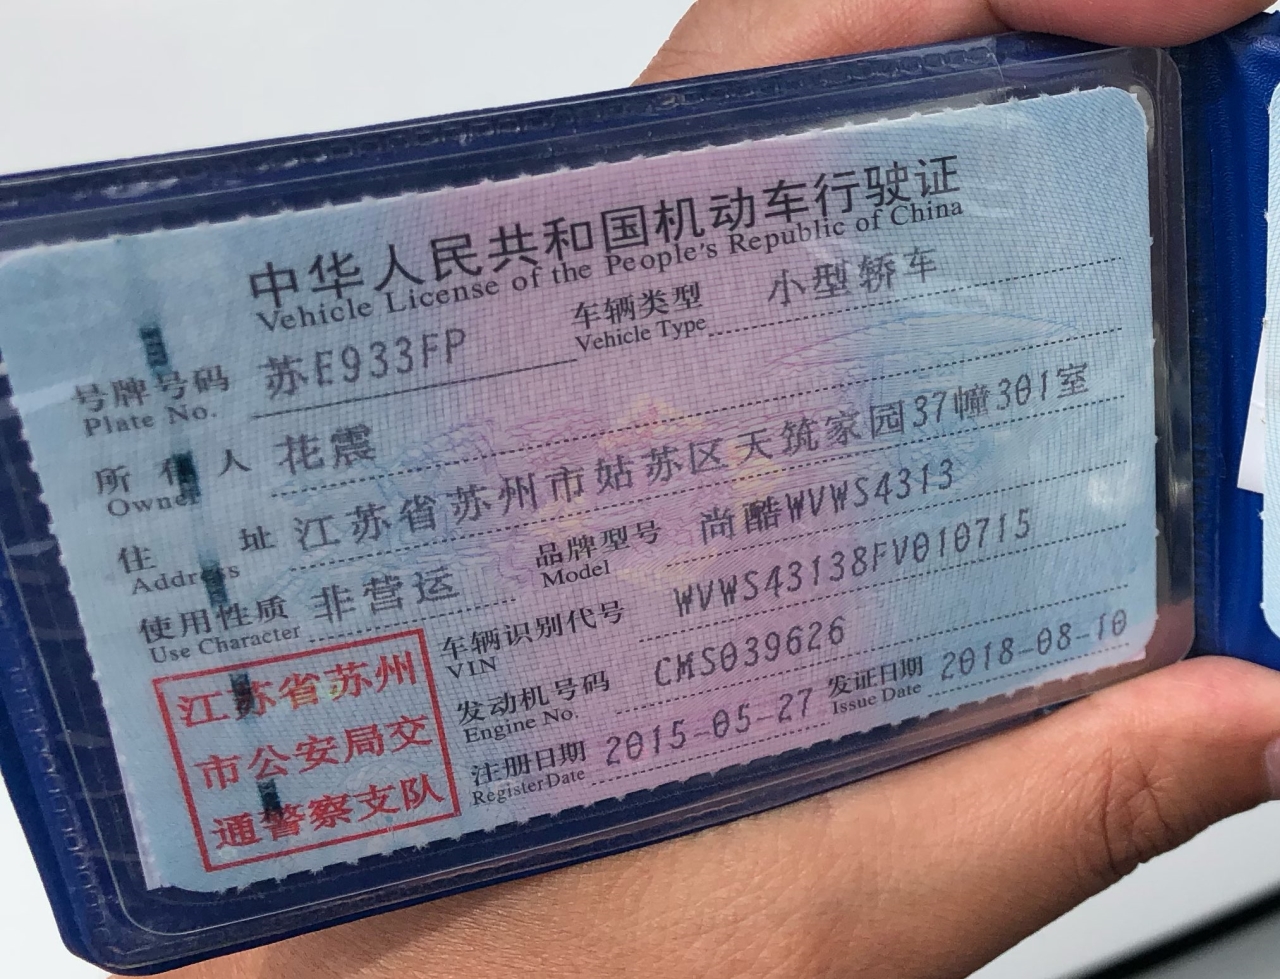 中华人民共和国机动车行驶证
Vehicle License of the People's Republic of China
号牌号码 苏E933FP 车辆类型 小型轿车
Plate No. Vehicle Type
所有人 花震
Owner
住址 江苏省苏州市姑苏区天筑家园37幢301室
Address
使用性质 非营运 品牌型号 尚酷WVWS4313
Use Character Model
车辆识别代号 WVWS43138FV010715
VIN
发动机号码 CMS039626
Engine No.
注册日期 2015-05-27 发证日期 2018-08-10
Register Date Issue Date
江苏省苏州
市公安局交
通警察支队